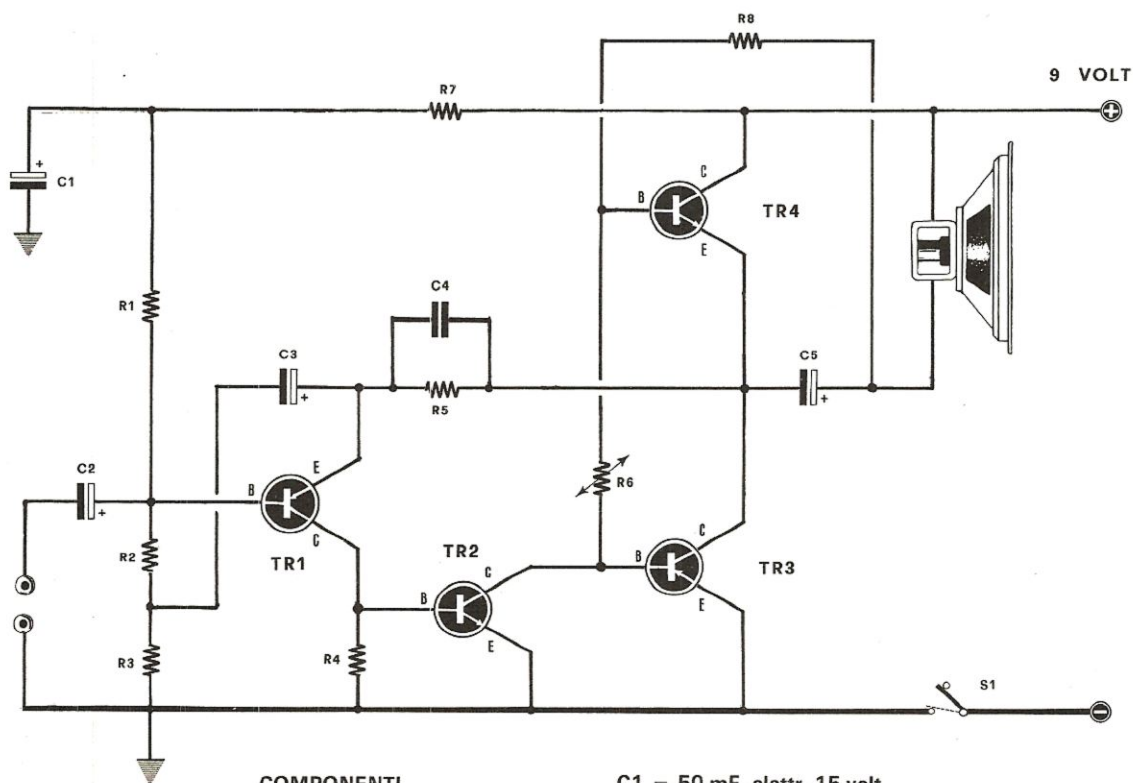 R8
9 VOLT
R7
+
C1
C
B
TR4
E
R1
C4
C3
C5
+
R5
+
R6
C2
E
B
+
C
TR1
R2
TR2
C
B
TR3
C
B
E
E
R3
R4
S1
COMPONENTI
C1 = 50 mF elettr. 15 volt